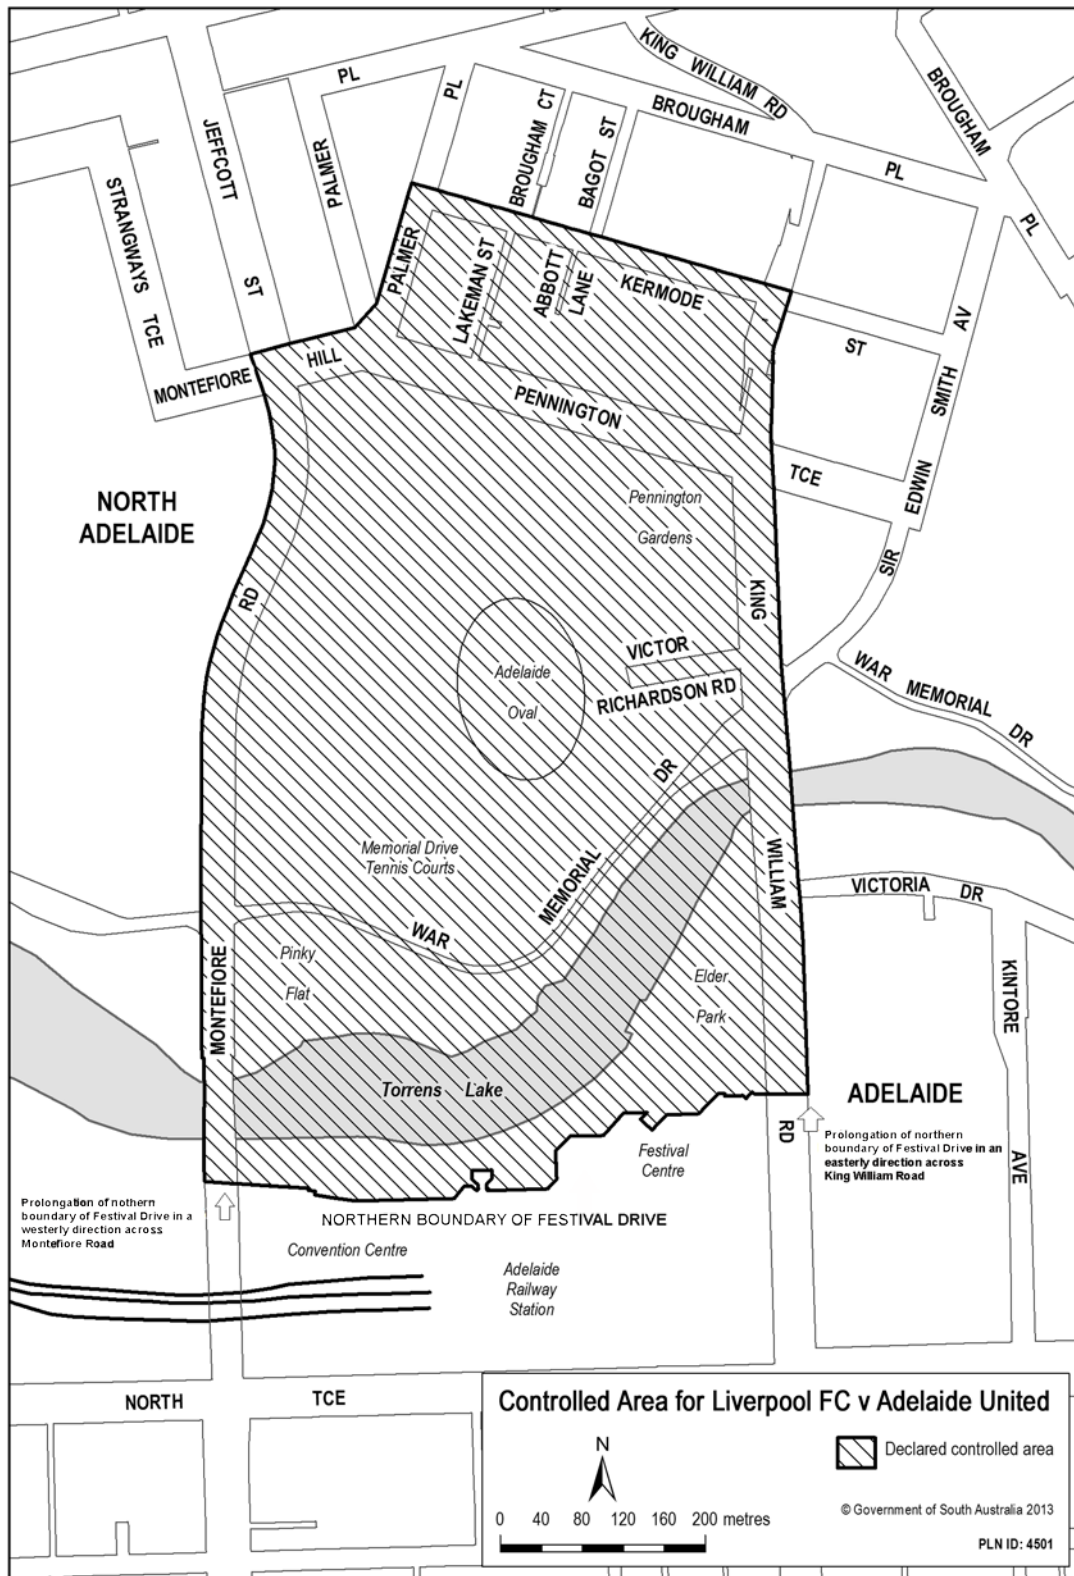 KING WILLIAM RD
BROUGHAM
PL
BROUGHAM
PL
PL
PL
BROUGHAM CT
BAGOT ST
JEFFCOTT
ST
PALMER
STRANGWAYS TCE
PALMER
LAKEMAN ST
ABBOTT
LANE
KERMODE
ST
SIR EDWIN SMITH AV
MONTEFIORE
HILL
PENNINGTON
TCE
NORTH
ADELAIDE
Pennington
Gardens
RD
KING
VICTOR
RICHARDSON RD
Adelaide
Oval
WAR MEMORIAL DR
DR
Memorial Drive
Tennis Courts
MEMORIAL
WAR
WILLIAM
VICTORIA DR
MONTEFIORE
Pinky
Flat
Elder
Park
KINTORE
AVE
Torrens Lake
ADELAIDE
RD
Festival
Centre
Prolongation of northern
boundary of Festival Drive in an
easterly direction across
King William Road
Prolongation of nothern
boundary of Festival Drive in a
westerly direction across
Montefiore Road
NORTHERN BOUNDARY OF FESTIVAL DRIVE
Convention Centre
Adelaide
Railway
Station
NORTH TCE
Controlled Area for Liverpool FC v Adelaide United
N
Declared controlled area
0 40 80 120 160 200 metres
© Government of South Australia 2013
PLN ID: 4501